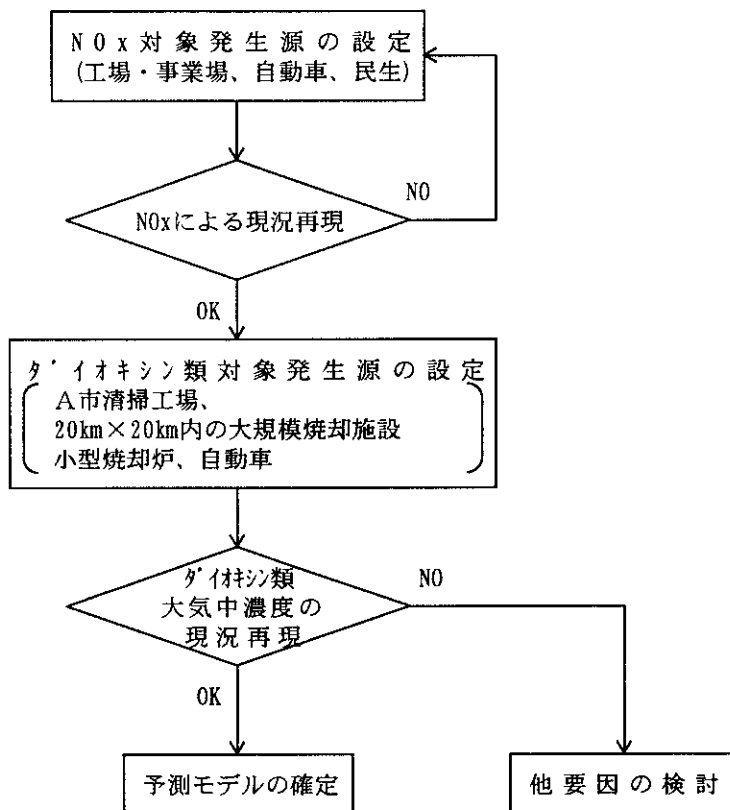 NOx対象発生源の設定
(工場・事業場、自動車、民生)
NOxによる現況再現
NO
OK
ダイオキシン類対象発生源の設定
A市清掃工場、
20km×20km内の大規模焼却施設
小型焼却炉、自動車
ダイオキシン類
大気中濃度の
現況再現
NO
OK
予測モデルの確定
他要因の検討